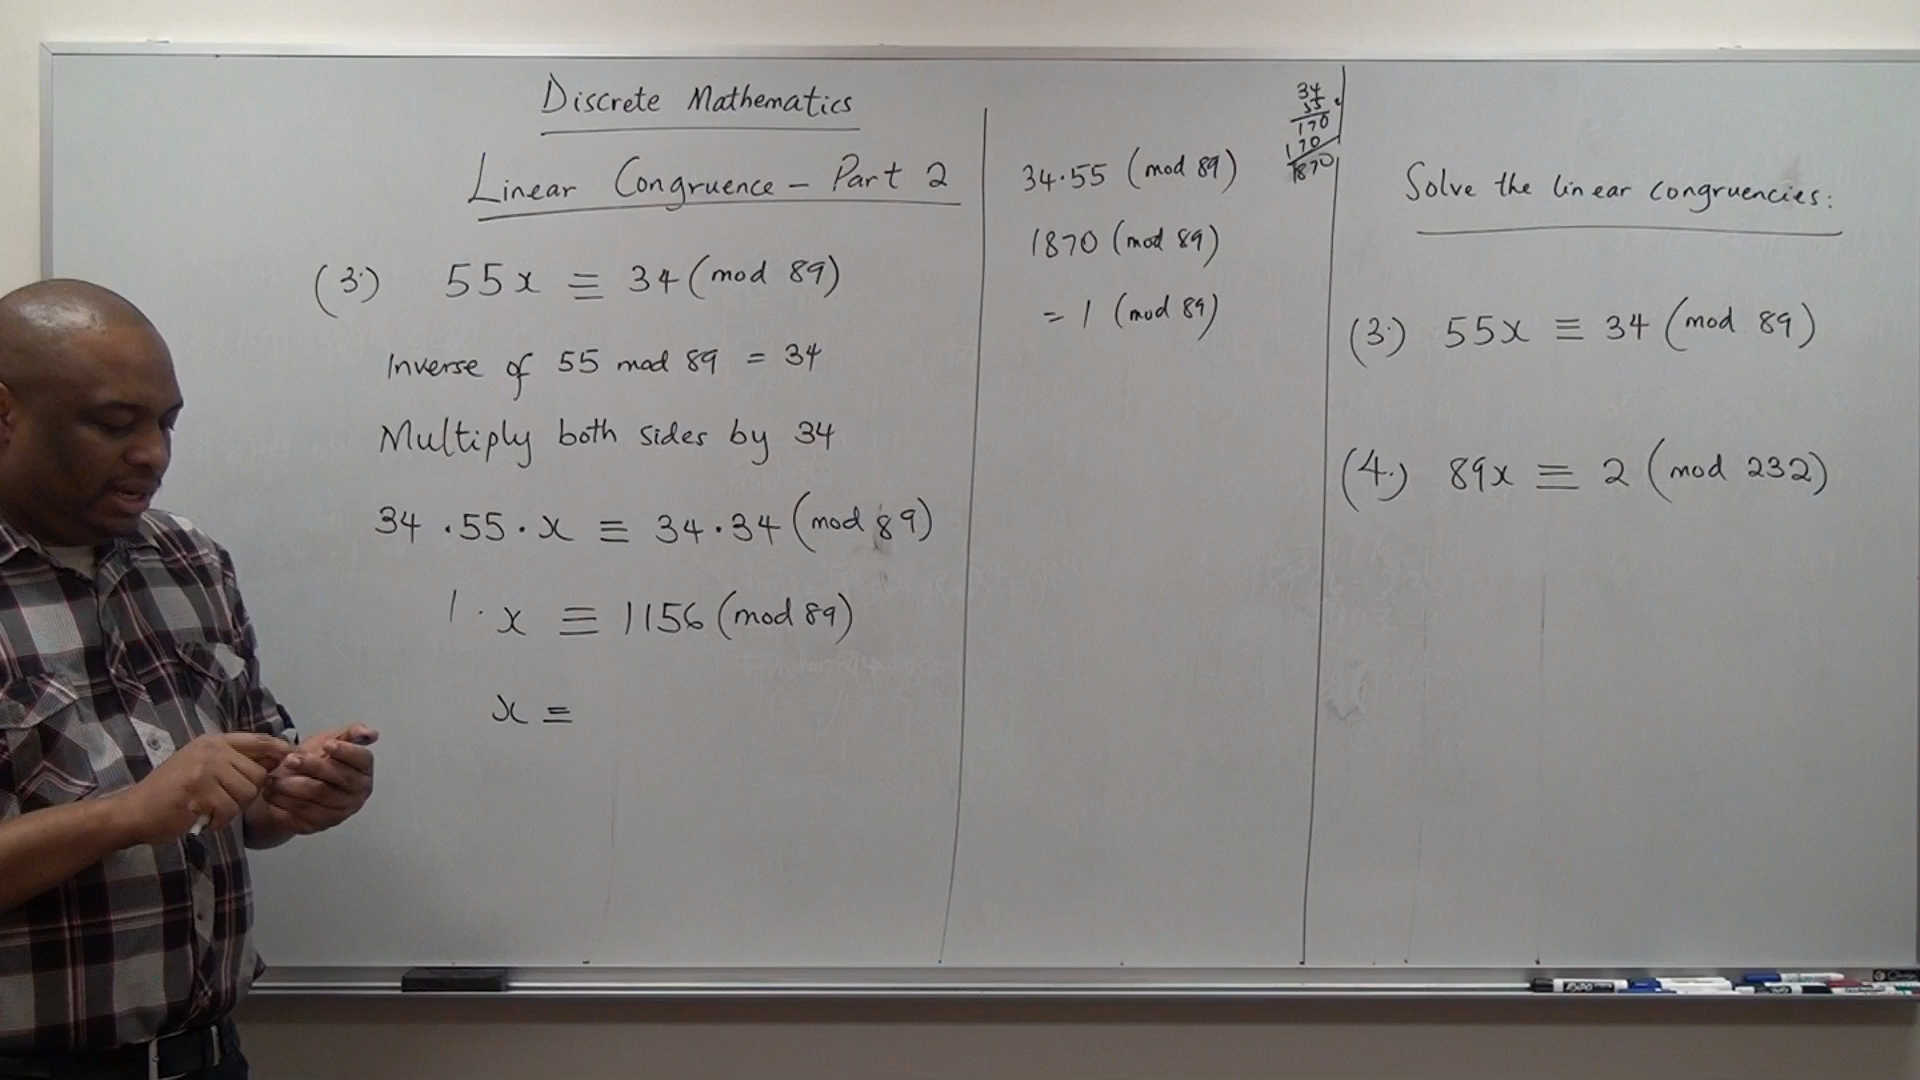 Discrete Mathematics
Linear Congruence – Part 2
(3.) 55x ≡ 34 (mod 89)
Inverse of 55 mod 89 = 34
Multiply both sides by 34
34 · 55 · x ≡ 34 · 34 (mod 89)
1 · x ≡ 1156 (mod 89)
x =
34·55 (mod 89)
1870 (mod 89)
= 1 (mod 89)
34
55
170
170
1870
Solve the linear congruencies:
(3.) 55x ≡ 34 (mod 89)
(4.) 89x ≡ 2 (mod 232)